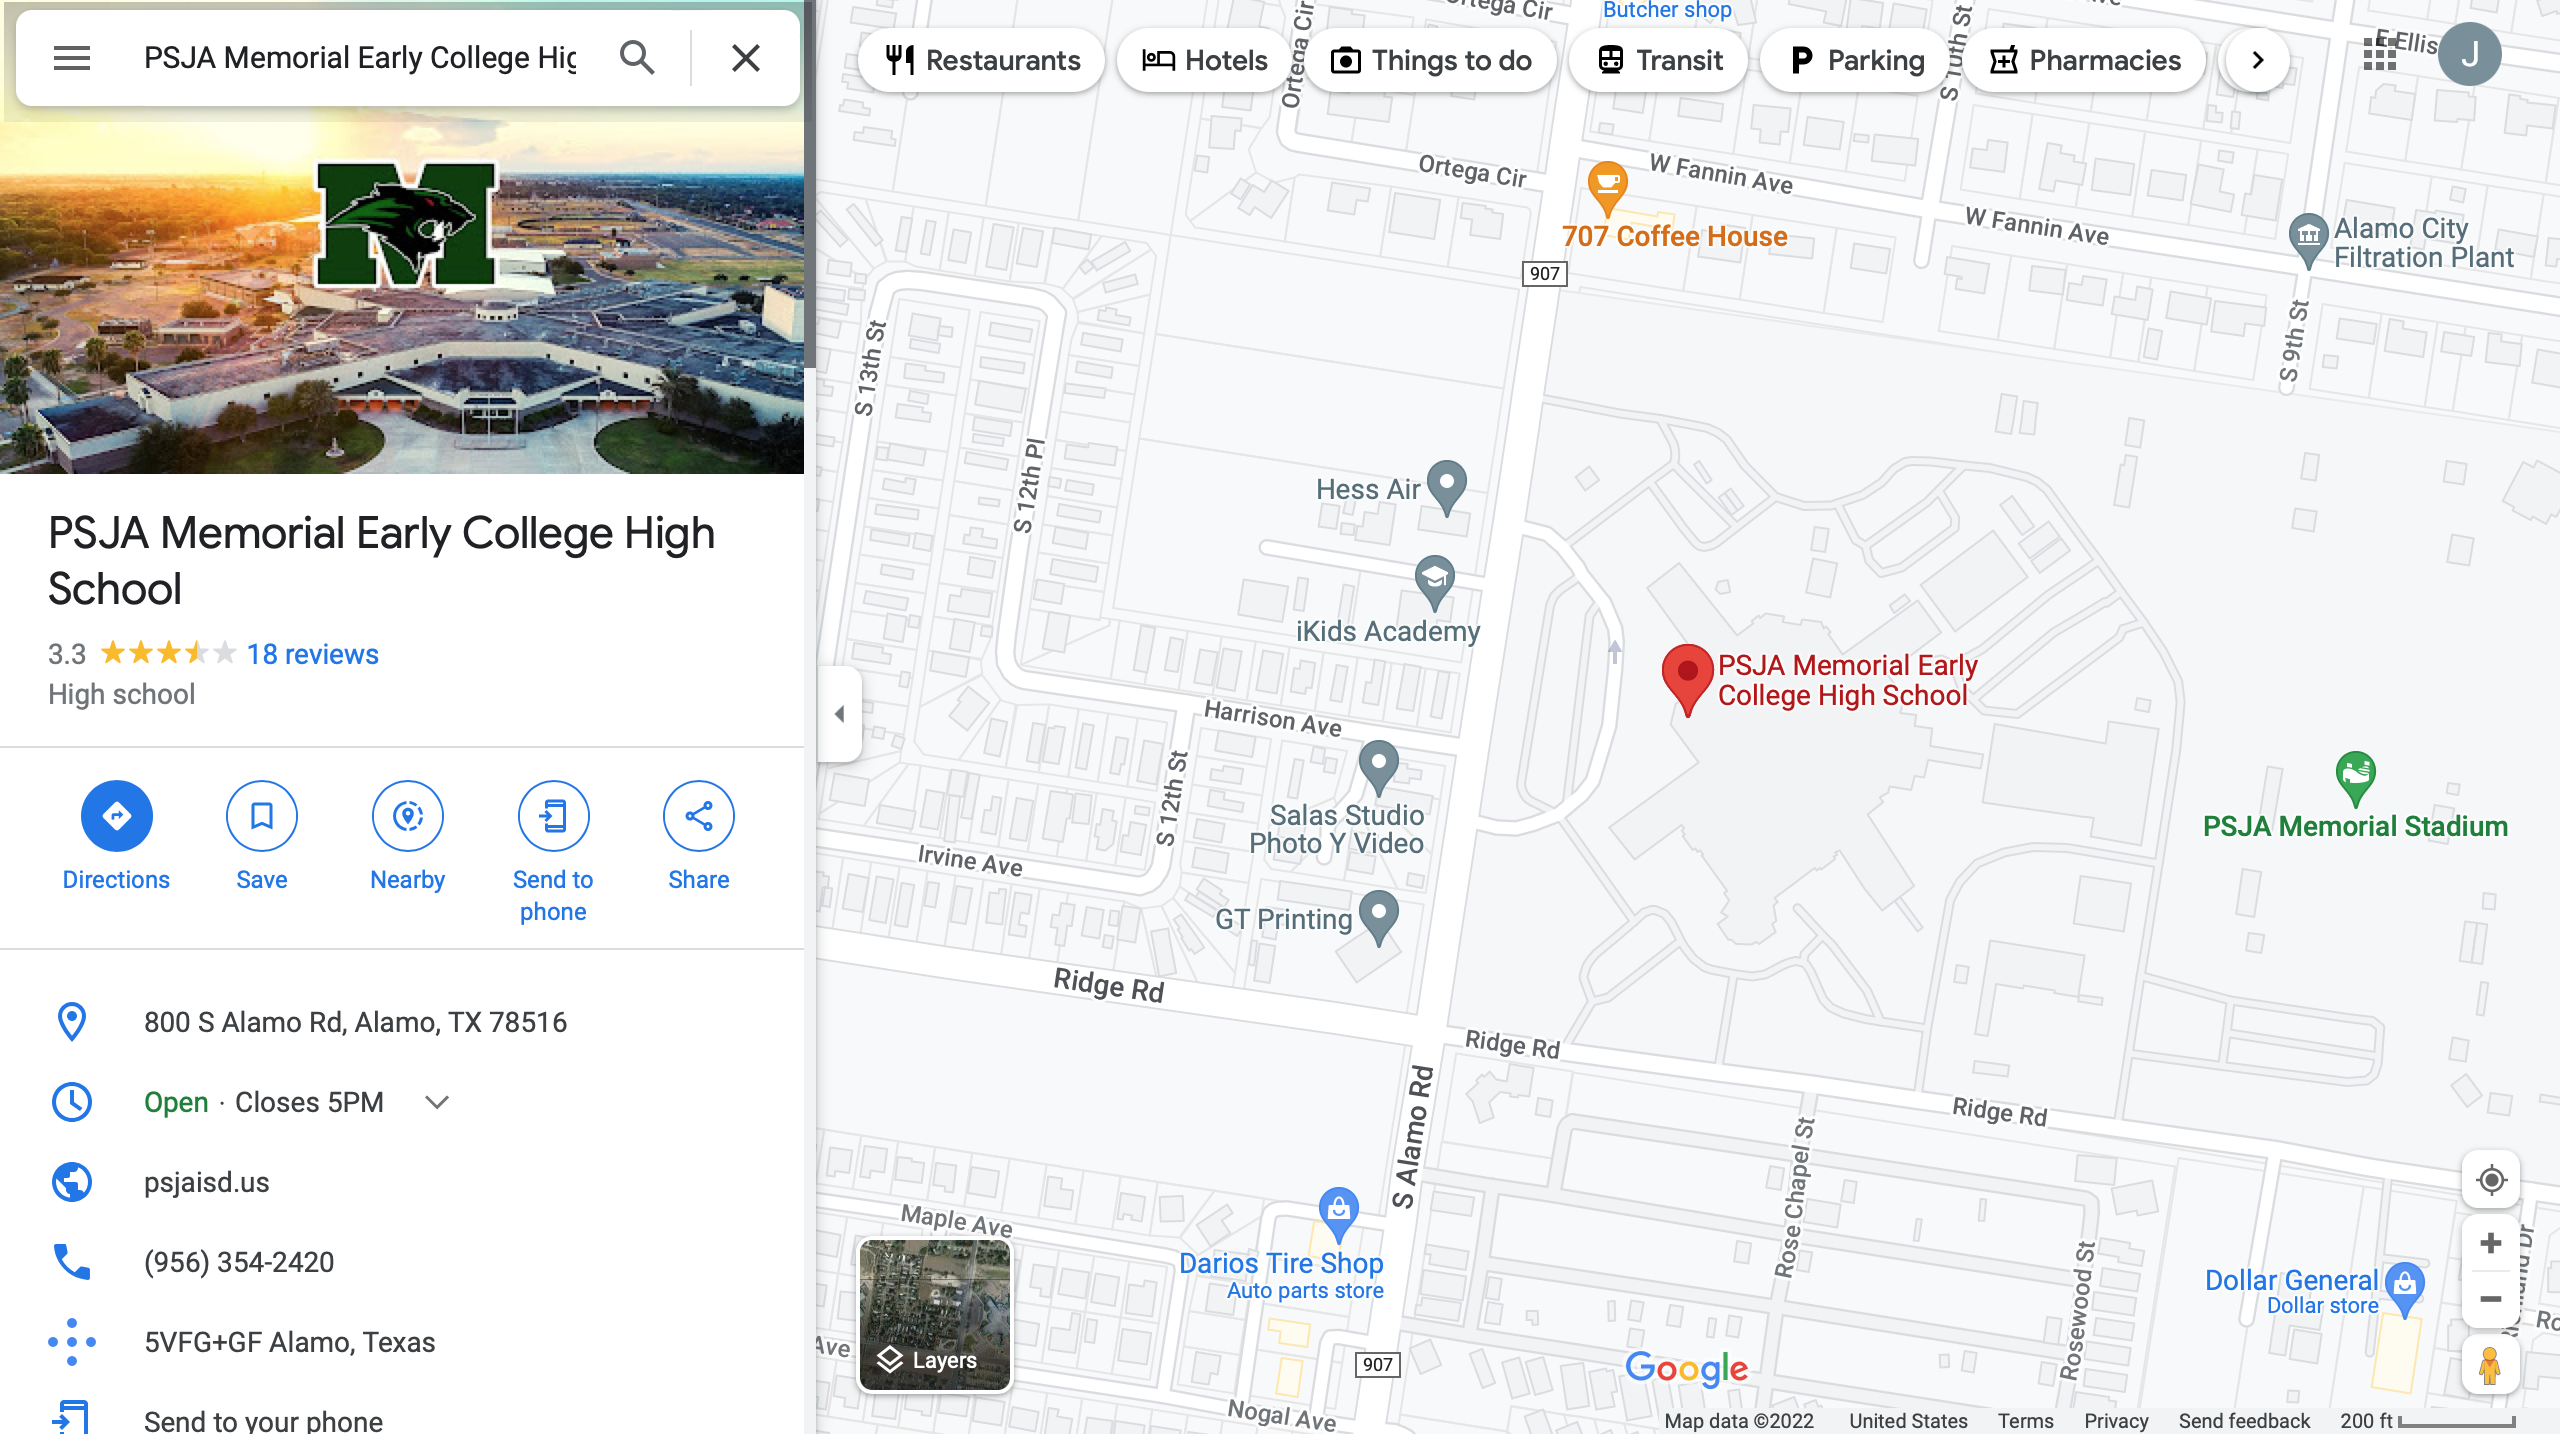 PSJA Memorial Early College Hig
M
PSJA Memorial Early College High
School
3.3
18 reviews
High school
Directions
Save
Nearby
Send to
phone
Share
800 S Alamo Rd, Alamo, TX 78516
Open · Closes 5PM
psjaisd.us
(956) 354-2420
5VFG+GF Alamo, Texas
Send to your phone
Butcher shop
Restaurants
Hotels
Things to do
Transit
Parking
Pharmacies
J
Ortega Cir
Ortega Cir
Ortega Cir
S 10th St
E Ellis
W Fannin Ave
W Fannin Ave
707 Coffee House
907
Alamo City
Filtration Plant
S 9th St
S 13th St
S 12th Pl
Hess Air
iKids Academy
PSJA Memorial Early
College High School
Harrison Ave
S 12th St
Salas Studio
Photo Y Video
PSJA Memorial Stadium
Irvine Ave
GT Printing
Ridge Rd
Ridge Rd
Ridge Rd
S Alamo Rd
Rose Chapel St
Rosewood St
Maple Ave
Darios Tire Shop
Auto parts store
Dollar General
Dollar store
Layers
Ave
907
Nogal Ave
Google
Map data ©2022
United States
Terms
Privacy
Send feedback
200 ft